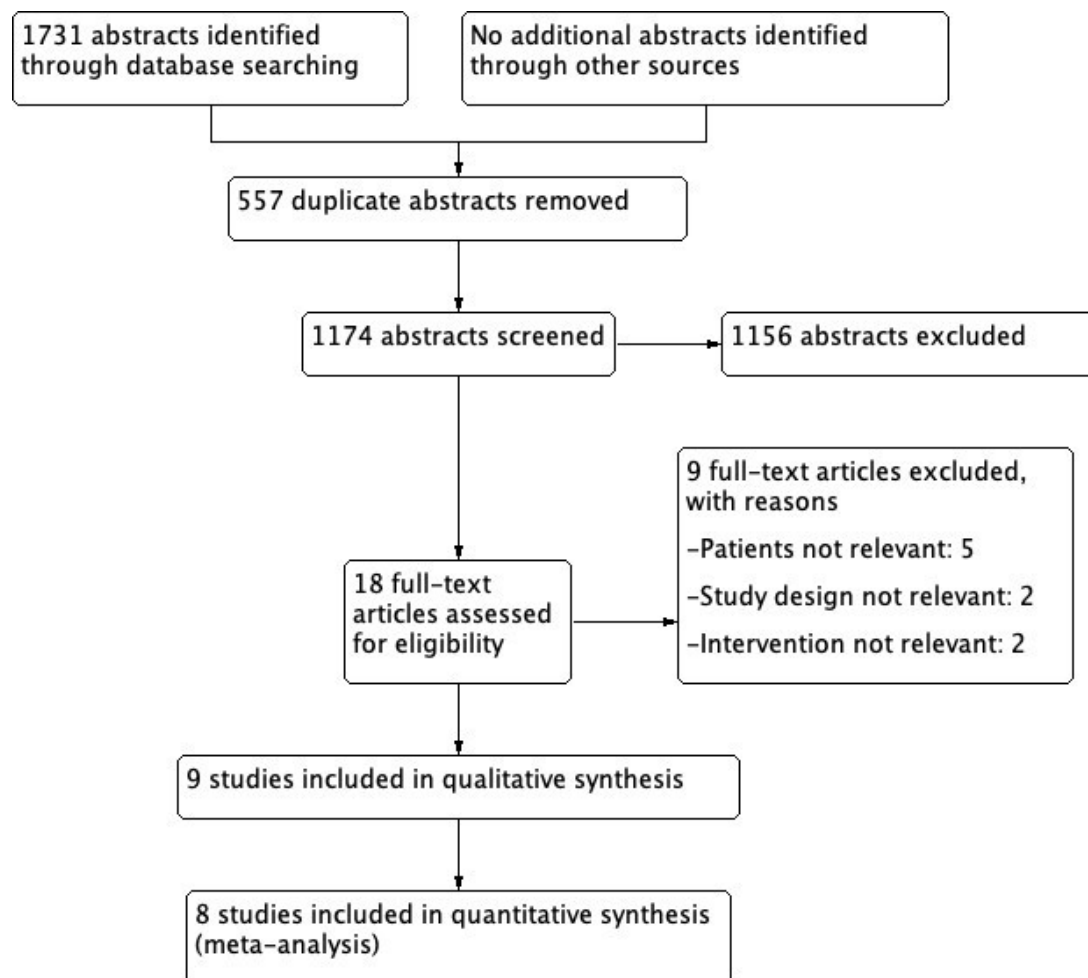 1731 abstracts identified
through database searching
No additional abstracts identified
through other sources
557 duplicate abstracts removed
1174 abstracts screened
1156 abstracts excluded
9 full-text articles excluded,
with reasons
-Patients not relevant: 5
-Study design not relevant: 2
-Intervention not relevant: 2
18 full-text
articles assessed
for eligibility
9 studies included in qualitative synthesis
8 studies included in quantitative synthesis
(meta-analysis)